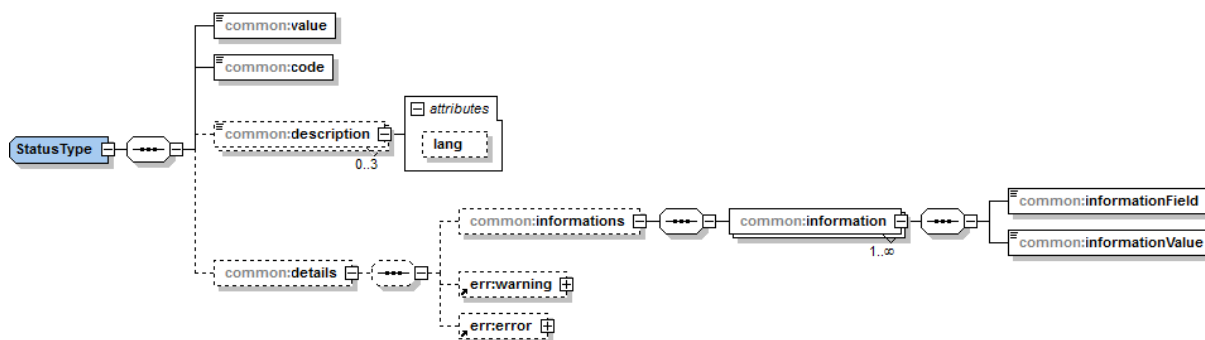 common:value
common:code
common:description
attributes
lang
0..3
StatusType
common:informations
common:information
1..∞
common:informationField
common:informationValue
common:details
err:warning
err:error